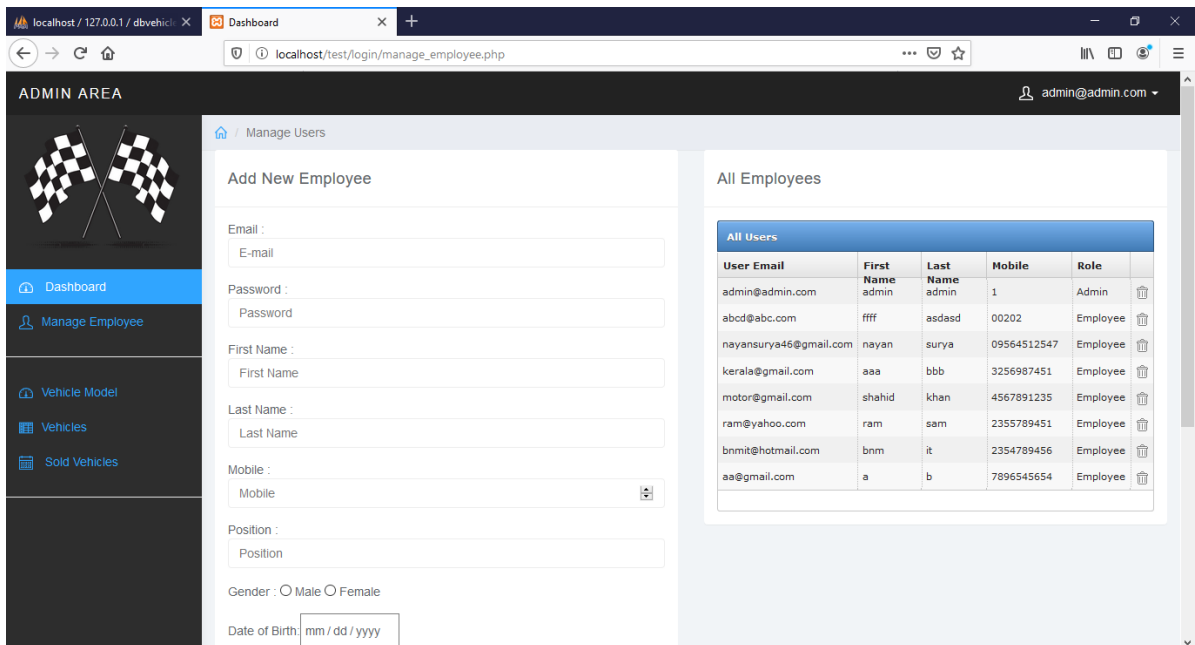 localhost / 127.0.0.1 / dbvehicl
Dashboard
localhost/test/login/manage_employee.php
ADMIN AREA
admin@admin.com
/ Manage Users
Dashboard
Manage Employee
Vehicle Model
Vehicles
Sold Vehicles
Add New Employee
Email :
E-mail
Password :
Password
First Name :
First Name
Last Name :
Last Name
Mobile :
Mobile
Position :
Position
Gender : Male Female
Date of Birth: mm / dd / yyyy
All Employees
All Users
User Email First Name Last Name Mobile Role
admin@admin.com admin admin 1 Admin
abcd@abc.com ffff asdasd 00202 Employee
nayansurya46@gmail.com nayan surya 09564512547 Employee
kerala@gmail.com aaa bbb 3256987451 Employee
motor@gmail.com shahid khan 4567891235 Employee
ram@yahoo.com ram sam 2355789451 Employee
bnmit@hotmail.com bnm it 2354789456 Employee
aa@gmail.com a b 7896545654 Employee